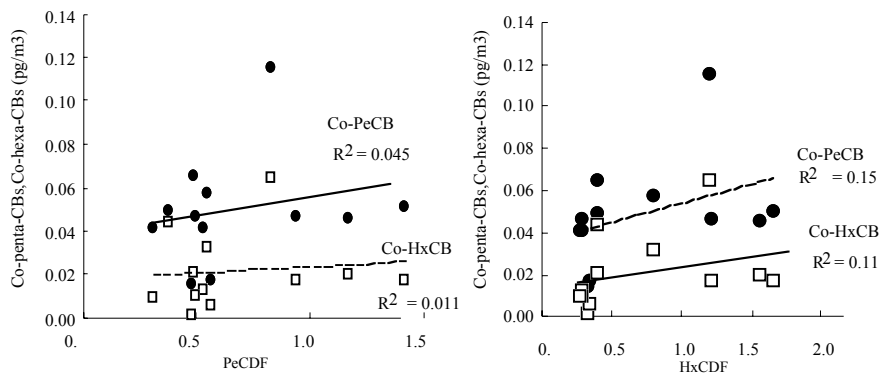 Co-penta-CBs,Co-hexa-CBs (pg/m3)
0.14
0.12
0.10
0.08
0.06
0.04
0.02
0.00
0.
0.5
1.0
1.5
PeCDF
Co-PeCB
R2 = 0.045
Co-HxCB
R2 = 0.011
Co-penta-CBs,Co-hexa-CBs (pg/m3)
0.14
0.12
0.10
0.08
0.06
0.04
0.02
0.00
0.
0.5
1.0
1.5
2.0
HxCDF
Co-PeCB
R2 = 0.15
Co-HxCB
R2 = 0.11